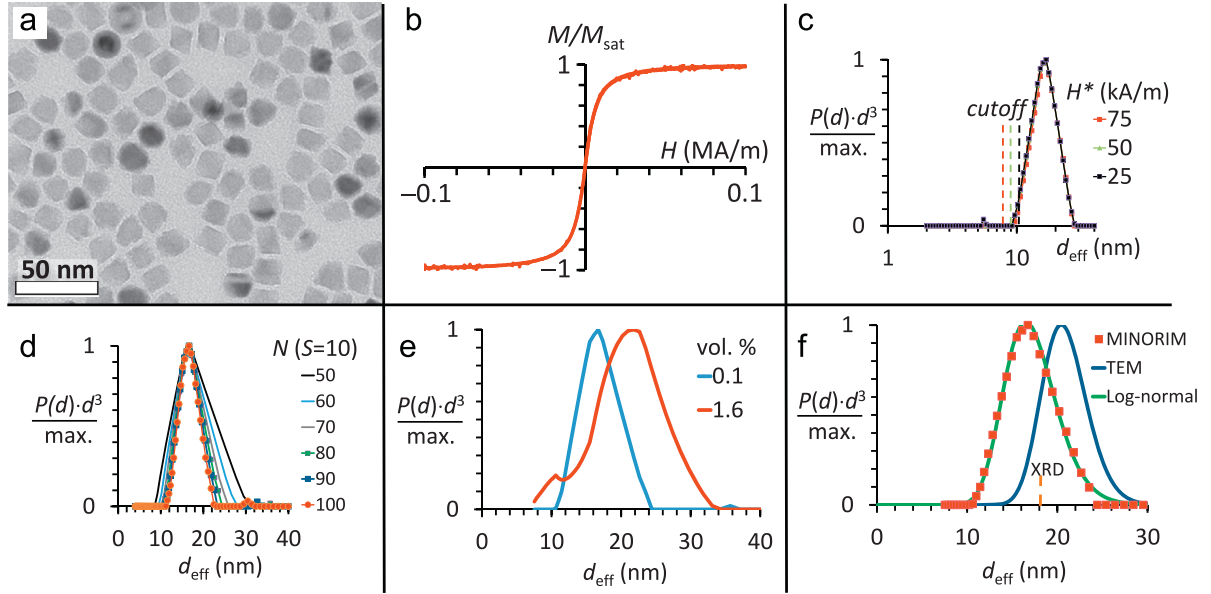 a
50 nm
b
M/Msat
1
H (MA/m)
−0.1
0.1
−1
c
P(d)·d³
max.
1
0
cutoff
H* (kA/m)
75
50
25
1
10
deff (nm)
d
N (S=10)
1
50
60
70
80
90
100
P(d)·d³
max.
0
0 10 20 30 40
deff (nm)
e
1
vol. %
0.1
1.6
P(d)·d³
max.
0
0 10 20 30 40
deff (nm)
f
1
MINORIM
TEM
Log-normal
P(d)·d³
max.
XRD
0
0 10 20 30
deff (nm)